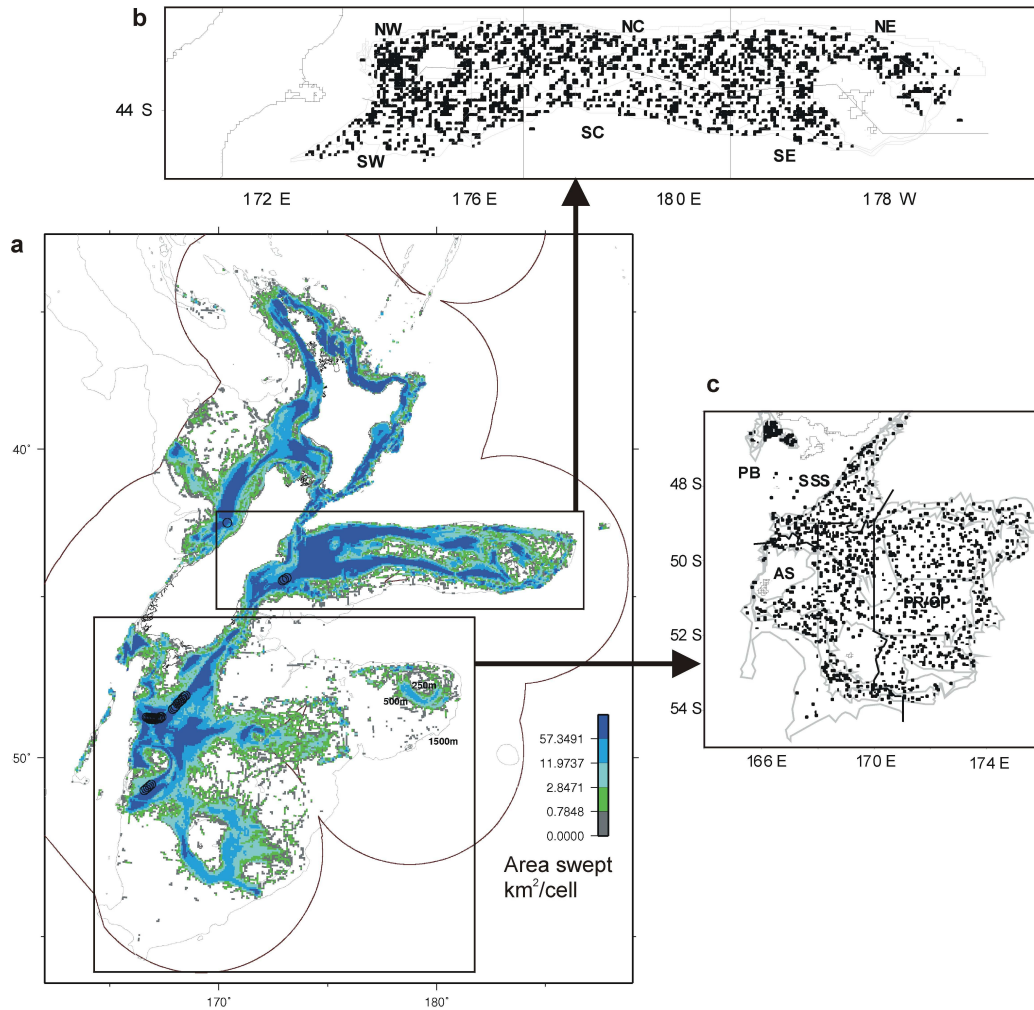 b
NW
NC
NE
44 S
SC
SW
SE
172 E
176 E
180 E
178 W
a
40°
50°
170°
180°
250m
500m
1500m
57.3491
11.9737
2.8471
0.7848
0.0000
Area swept
km²/cell
c
PB
SSS
48 S
50 S
AS
PR/CP
52 S
54 S
166 E
170 E
174 E